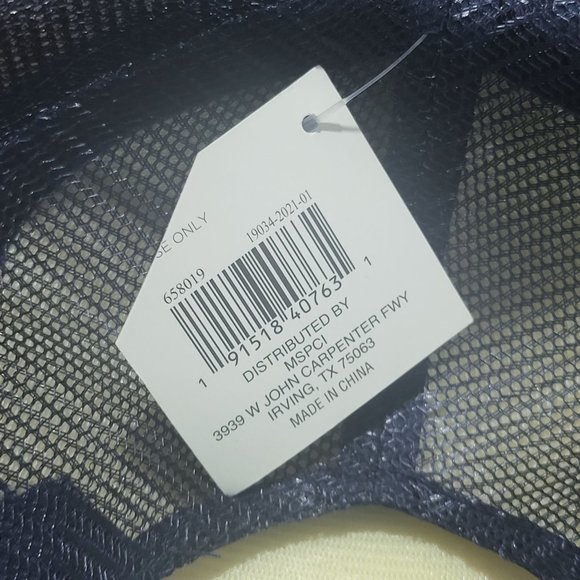 SE ONLY
658019 19034-2021-01
1 91518 40763 1
DISTRIBUTED BY
MSPCI
3939 W JOHN CARPENTER FWY
IRVING, TX 75063
MADE IN CHINA